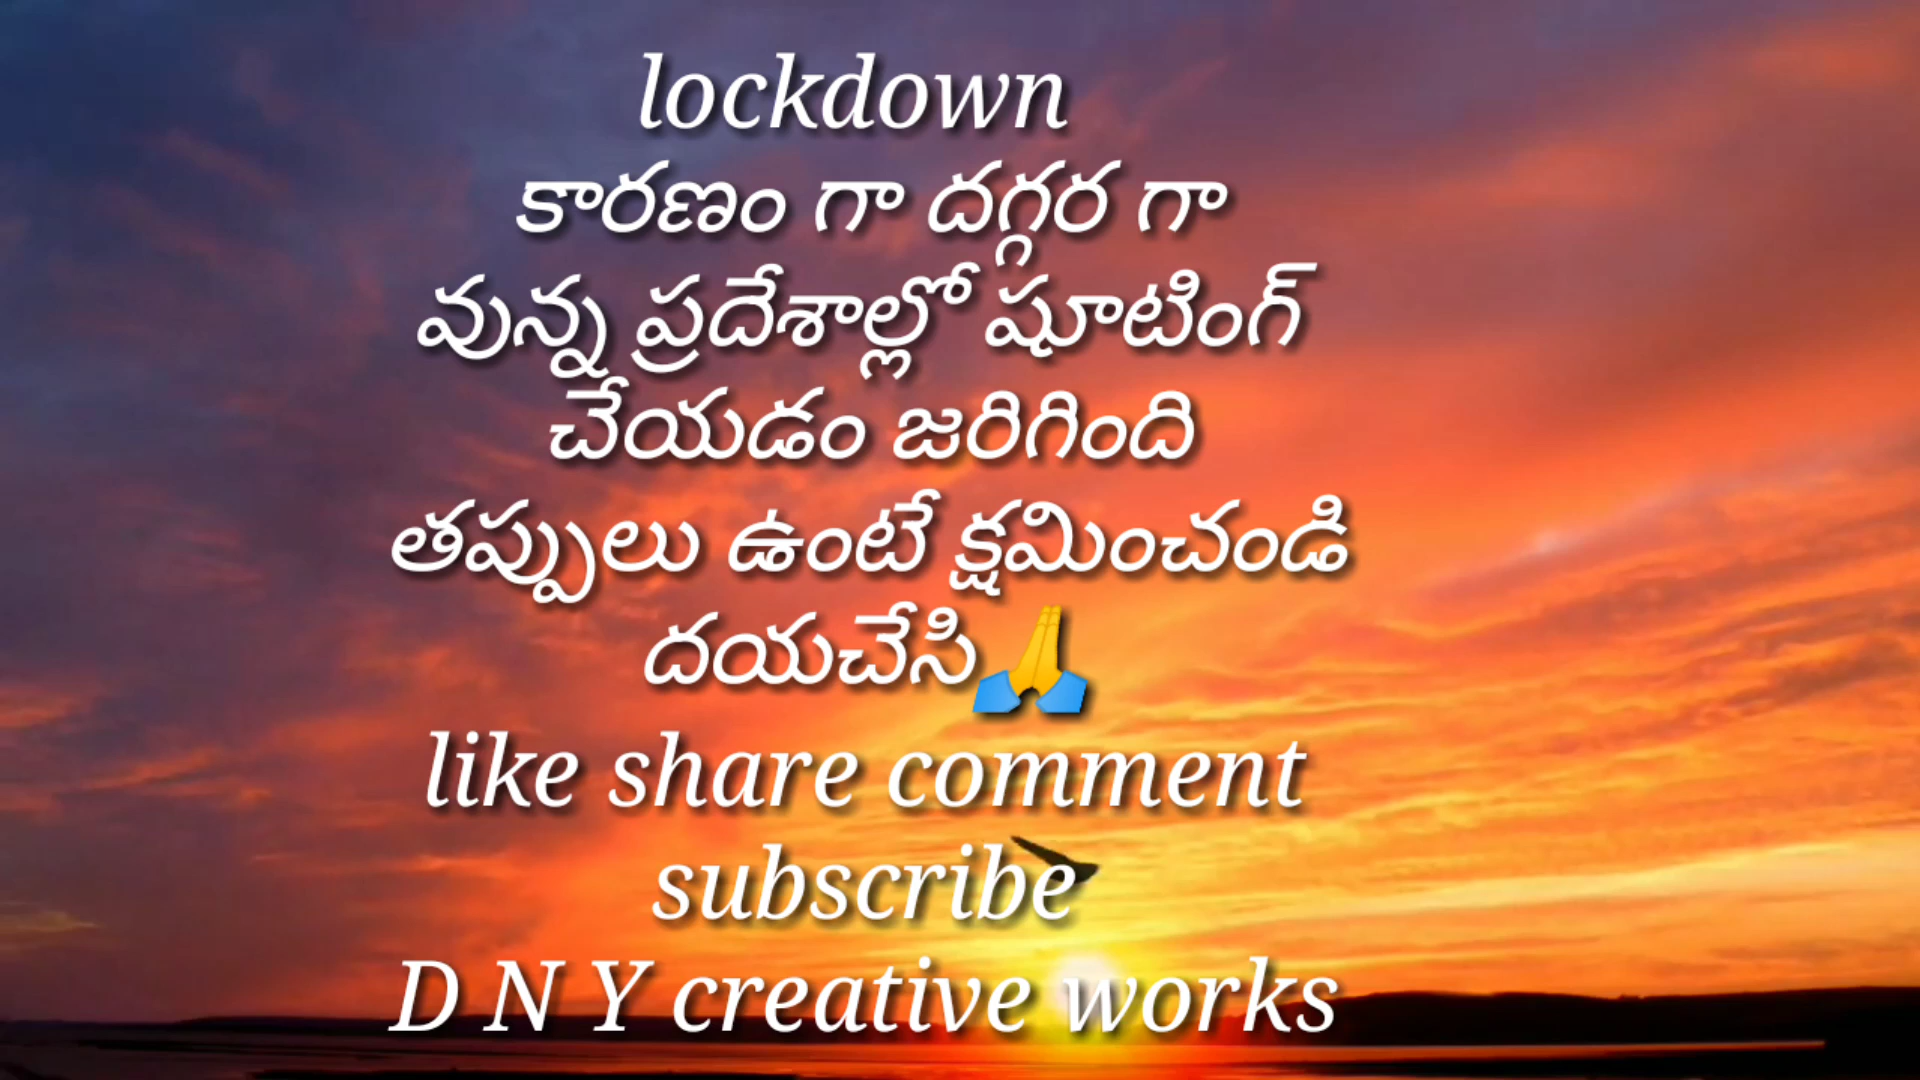 lockdown
కారణం గా దగ్గర గా
వున్న ప్రదేశాల్లో షూటింగ్
చేయడం జరిగింది
తప్పులు ఉంటే క్షమించండి
దయచేసి🙏
like share comment
subscribe
D N Y creative works